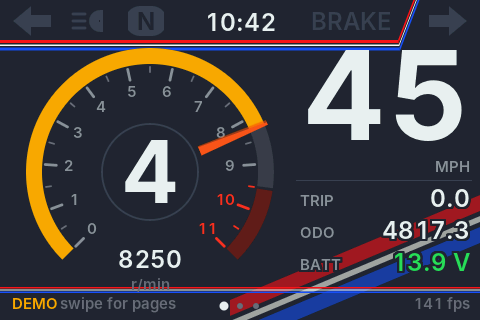 N 10:42 BRAKE
0 1 2 3 4 5 6 7 8 9 10 11
4
8250
r/min
45
MPH
TRIP 0.0
ODO 4817.3
BATT 13.9 V
DEMO swipe for pages 141 fps